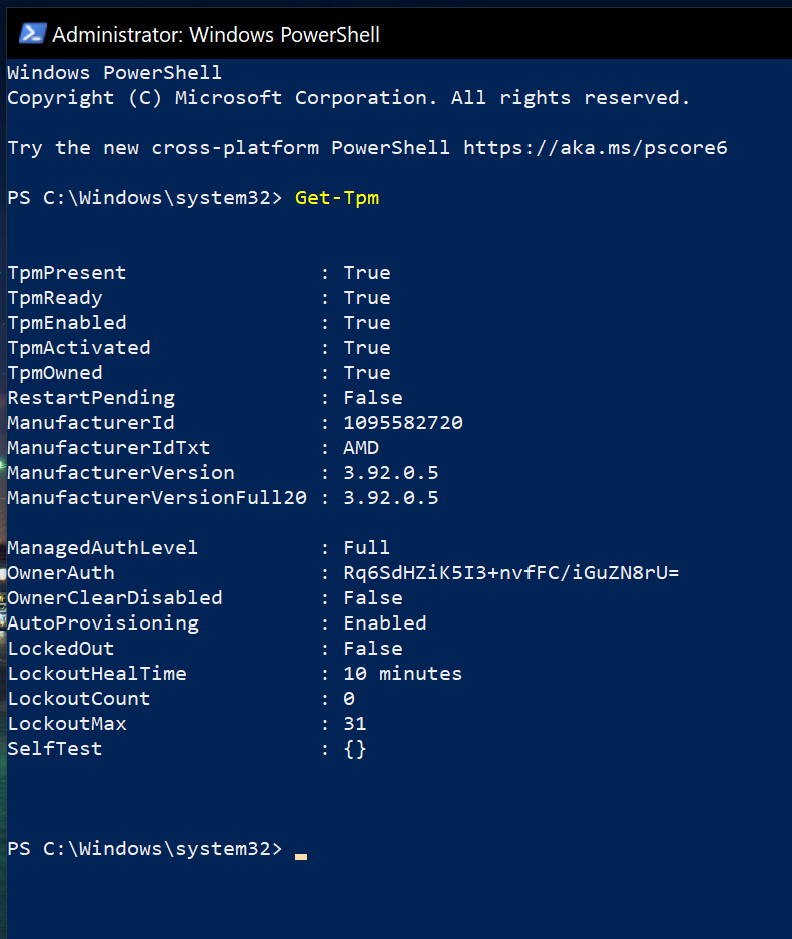 Administrator: Windows PowerShell
Windows PowerShell
Copyright (C) Microsoft Corporation. All rights reserved.
Try the new cross-platform PowerShell https://aka.ms/pscore6
PS C:\Windows\system32> Get-Tpm
TpmPresent : True
TpmReady : True
TpmEnabled : True
TpmActivated : True
TpmOwned : True
RestartPending : False
ManufacturerId : 1095582720
ManufacturerIdTxt : AMD
ManufacturerVersion : 3.92.0.5
ManufacturerVersionFull20 : 3.92.0.5
ManagedAuthLevel : Full
OwnerAuth : Rq6SdHZiK5I3+nvfFC/iGuZN8rU=
OwnerClearDisabled : False
AutoProvisioning : Enabled
LockedOut : False
LockoutHealTime : 10 minutes
LockoutCount : 0
LockoutMax : 31
SelfTest : {}
PS C:\Windows\system32>